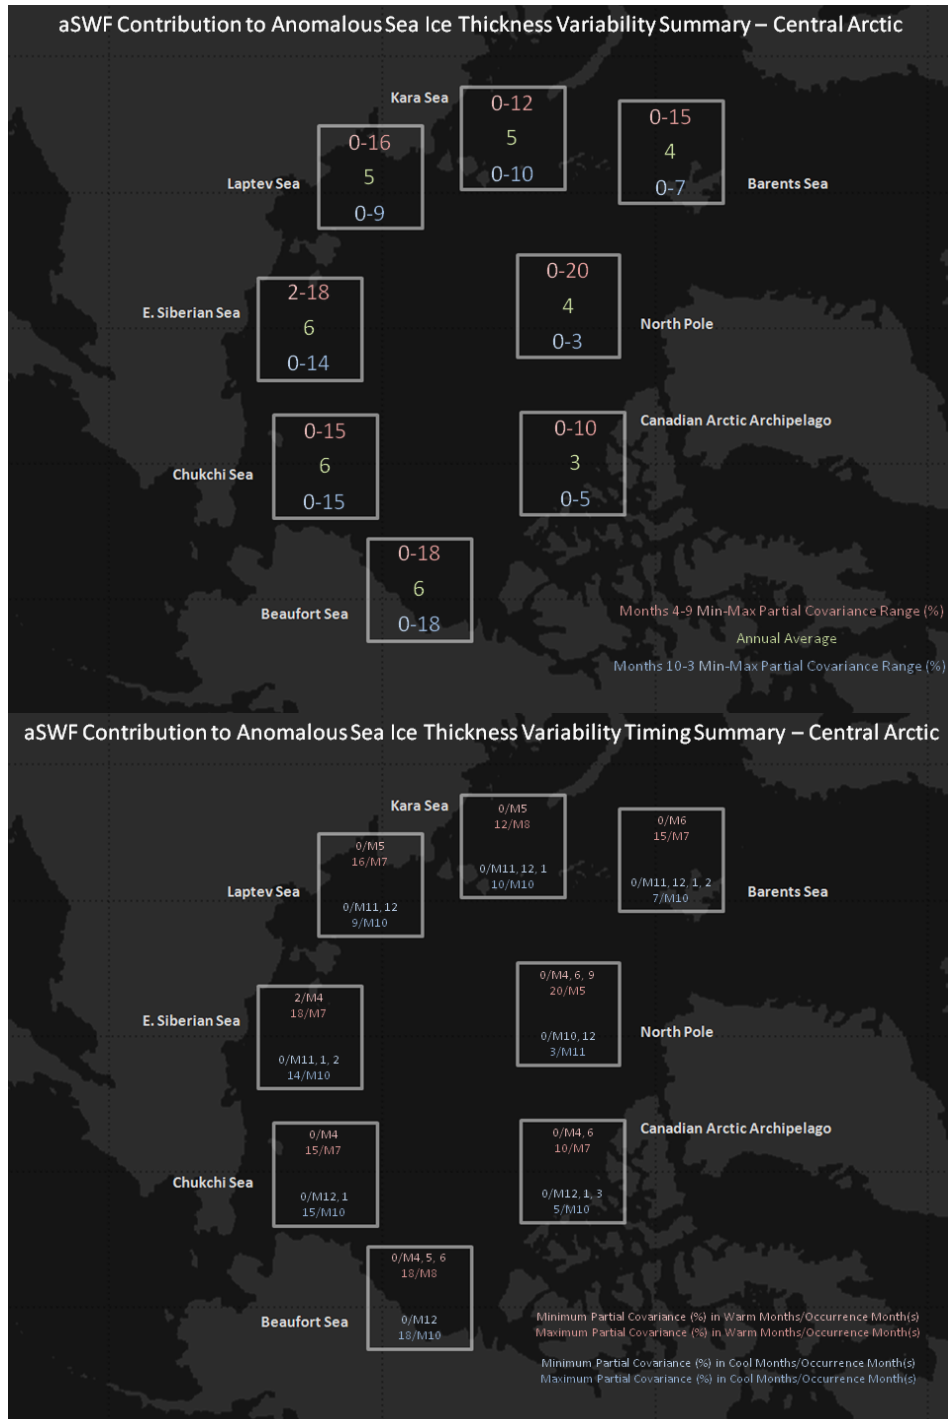 aSWF Contribution to Anomalous Sea Ice Thickness Variability Summary – Central Arctic
Kara Sea
0-12
5
0-10
0-15
4
0-7
Barents Sea
Laptev Sea
0-16
5
0-9
E. Siberian Sea
2-18
6
0-14
0-20
4
0-3
North Pole
Chukchi Sea
0-15
6
0-15
0-10
3
0-5
Canadian Arctic Archipelago
Beaufort Sea
0-18
6
0-18
Months 4-9 Min-Max Partial Covariance Range (%)
Annual Average
Months 10-3 Min-Max Partial Covariance Range (%)
aSWF Contribution to Anomalous Sea Ice Thickness Variability Timing Summary – Central Arctic
Kara Sea
0/M5
12/M8
0/M11, 12, 1
10/M10
0/M6
15/M7
0/M11, 12, 1, 2
7/M10
Barents Sea
Laptev Sea
0/M5
16/M7
0/M11, 12
9/M10
E. Siberian Sea
2/M4
18/M7
0/M11, 1, 2
14/M10
0/M4, 6, 9
20/M5
0/M10, 12
3/M11
North Pole
Chukchi Sea
0/M4
15/M7
0/M12, 1
15/M10
0/M4, 6
10/M7
0/M12, 1, 3
5/M10
Canadian Arctic Archipelago
Beaufort Sea
0/M4, 5, 6
18/M8
0/M12
18/M10
Minimum Partial Covariance (%) in Warm Months/Occurrence Month(s)
Maximum Partial Covariance (%) in Warm Months/Occurrence Month(s)
Minimum Partial Covariance (%) in Cool Months/Occurrence Month(s)
Maximum Partial Covariance (%) in Cool Months/Occurrence Month(s)